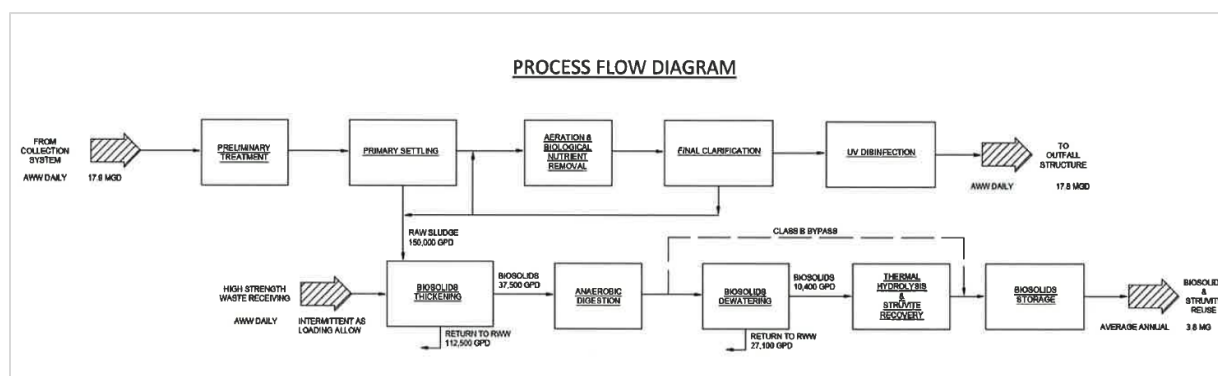 PROCESS FLOW DIAGRAM
FROM
COLLECTION
SYSTEM
AWW DAILY
17.8 MGD
PRELIMINARY
TREATMENT
PRIMARY SETTLING
AERATION &
BIOLOGICAL
NUTRIENT
REMOVAL
FINAL CLARIFICATION
UV DISINFECTION
TO
OUTFALL
STRUCTURE
AWW DAILY
17.8 MGD
RAW SLUDGE
150,000 GPD
CLASS B BYPASS
HIGH STRENGTH
WASTE RECEIVING
AWW DAILY
INTERMITTENT AS
LOADING ALLOW
BIOSOLIDS
THICKENING
BIOSOLIDS
37,500 GPD
RETURN TO RWW
112,500 GPD
ANAEROBIC DIGESTION
BIOSOLIDS
DEWATERING
BIOSOLIDS
10,400 GPD
RETURN TO RWW
27,100 GPD
THERMAL
HYDROLYSIS
&
STRUVITE
RECOVERY
BIOSOLIDS
STORAGE
BIOSOLID
&
STRUVIT
REUSE
AVERAGE ANNUAL
3.8 MG